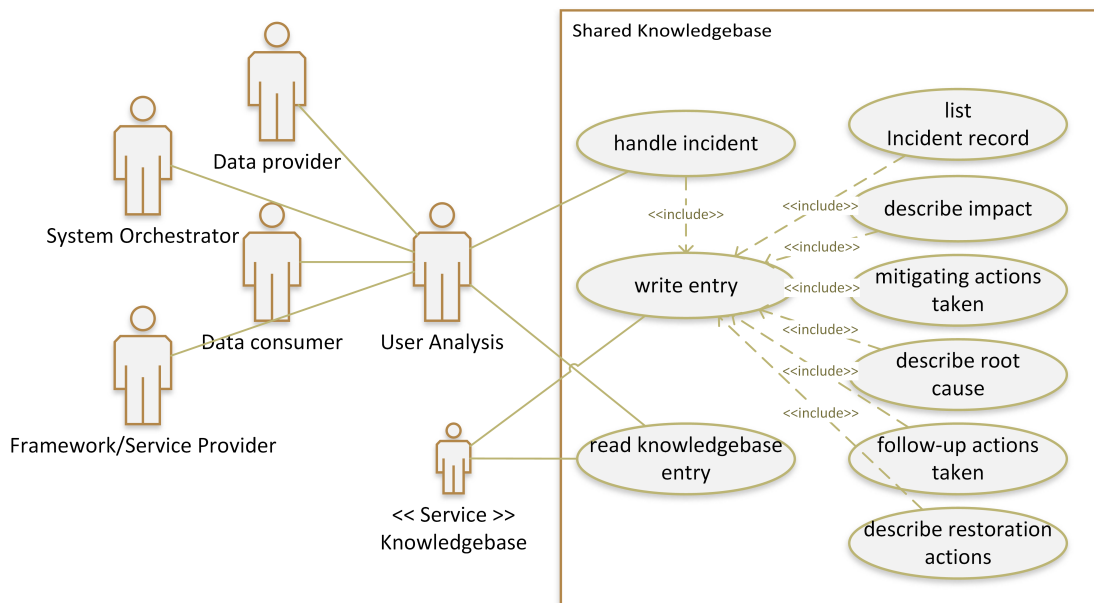 Shared Knowledgebase
Data provider
System Orchestrator
Data consumer
User Analysis
Framework/Service Provider
<< Service >>
Knowledgebase
handle incident
<<include>>
write entry
read knowledgebase
entry
list
Incident record
<<include>>
describe impact
<<include>>
mitigating actions
taken
<<include>>
describe root
cause
<<include>>
follow-up actions
taken
<<include>>
describe restoration
actions
<<include>>